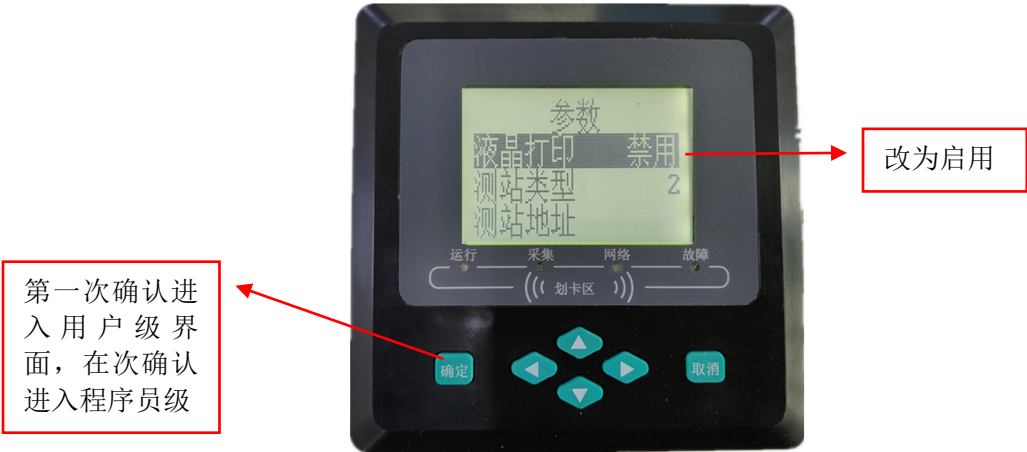 参数
液晶打印 禁用
测站类型 2
测站地址
改为启用
运行 采集 网络 故障
划卡区
第一次确认进
入用户级界
面，在次确认
进入程序员级
确定
取消